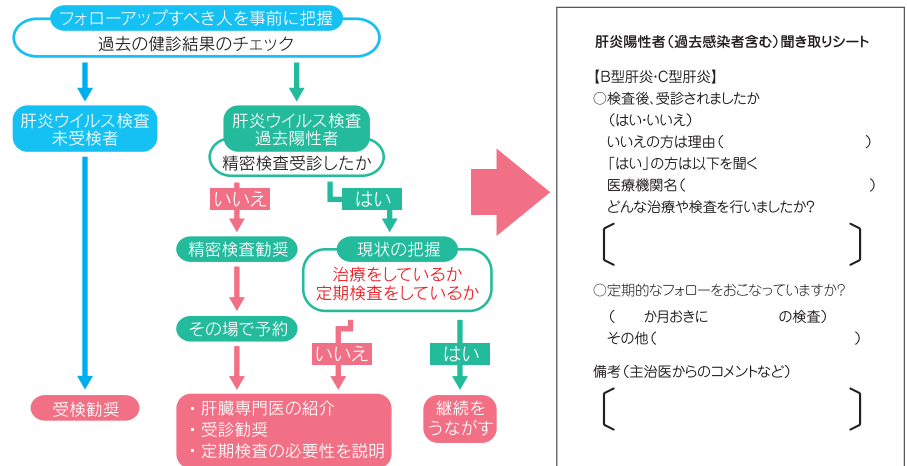 フォローアップすべき人を事前に把握
過去の健診結果のチェック
肝炎ウイルス検査
未受検者
肝炎ウイルス検査
過去陽性者
精密検査受診したか
いいえ
はい
精密検査勧奨
現状の把握
治療をしているか
定期検査をしているか
その場で予約
いいえ
はい
受検勧奨
・肝臓専門医の紹介
・受診勧奨
・定期検査の必要性を説明
継続を
うながす
肝炎陽性者(過去感染者含む)聞き取りシート
【B型肝炎・C型肝炎】
○検査後、受診されましたか
(はい・いいえ)
いいえの方は理由( )
「はい」の方は以下を聞く
医療機関名( )
どんな治療や検査を行いましたか?
○定期的なフォローをおこなっていますか?
( か月おきに の検査)
その他( )
備考(主治医からのコメントなど)